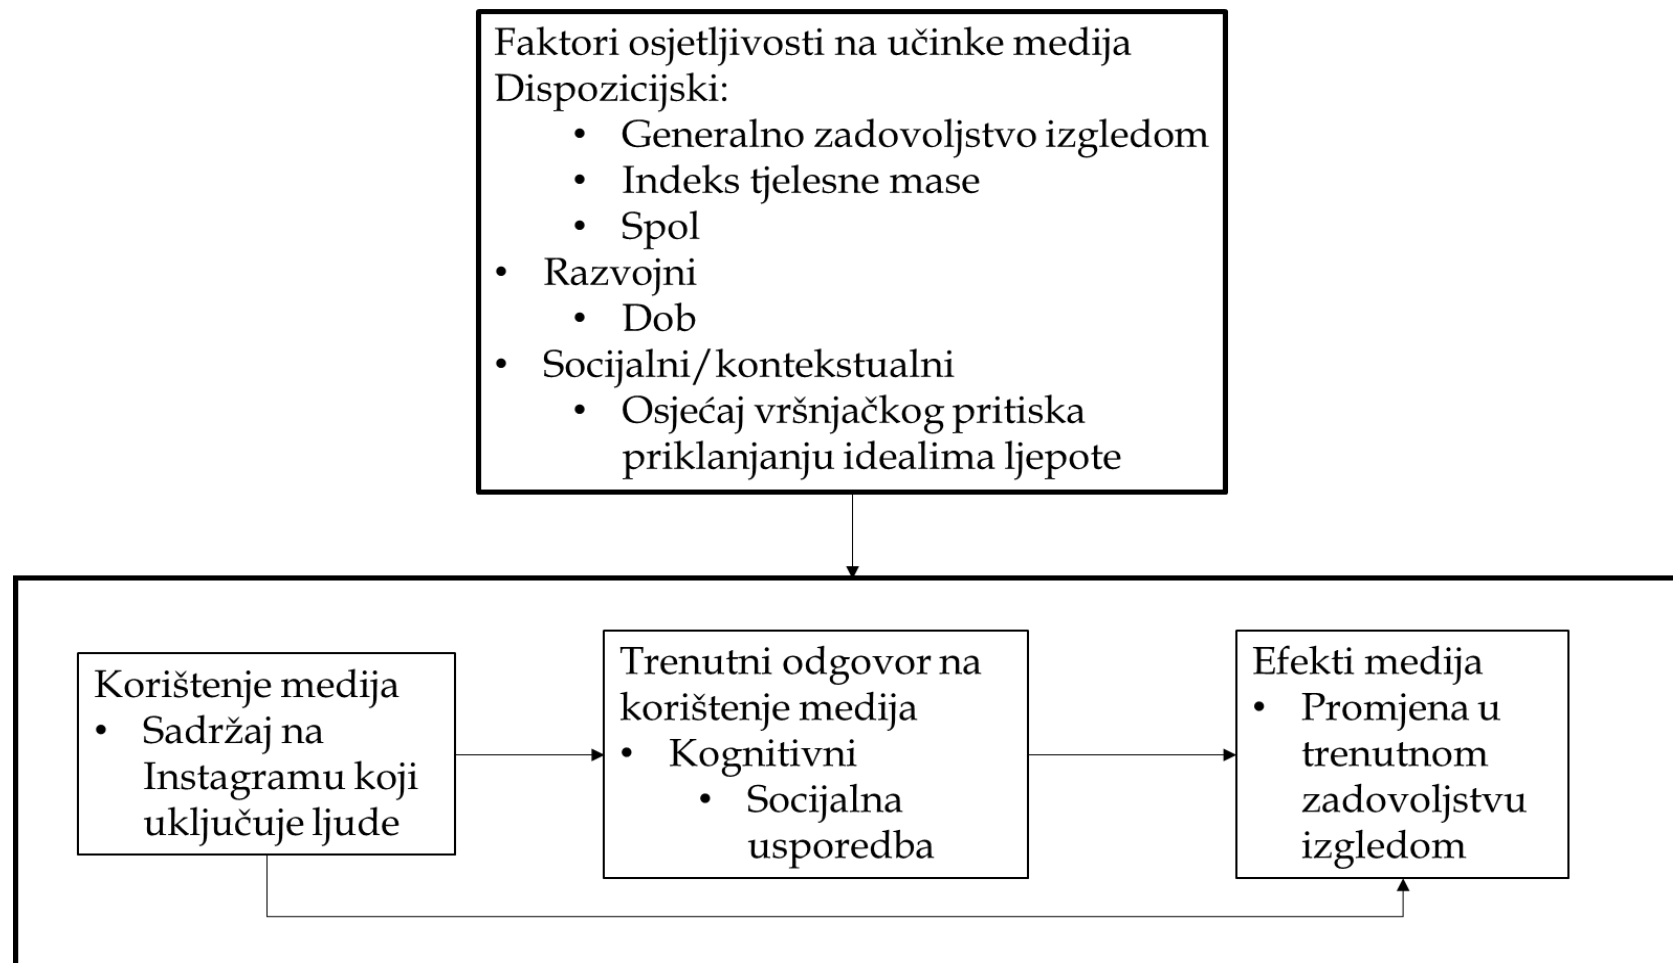 Faktori osjetljivosti na učinke medija
Dispozicijski:
• Generalno zadovoljstvo izgledom
• Indeks tjelesne mase
• Spol
• Razvojni
• Dob
• Socijalni/kontekstualni
• Osjećaj vršnjačkog pritiska
priklanjanju idealima ljepote
Korištenje medija
• Sadržaj na
Instagramu koji
uključuje ljude
Trenutni odgovor na
korištenje medija
• Kognitivni
• Socijalna
usporedba
Efekti medija
• Promjena u
trenutnom
zadovoljstvu
izgledom